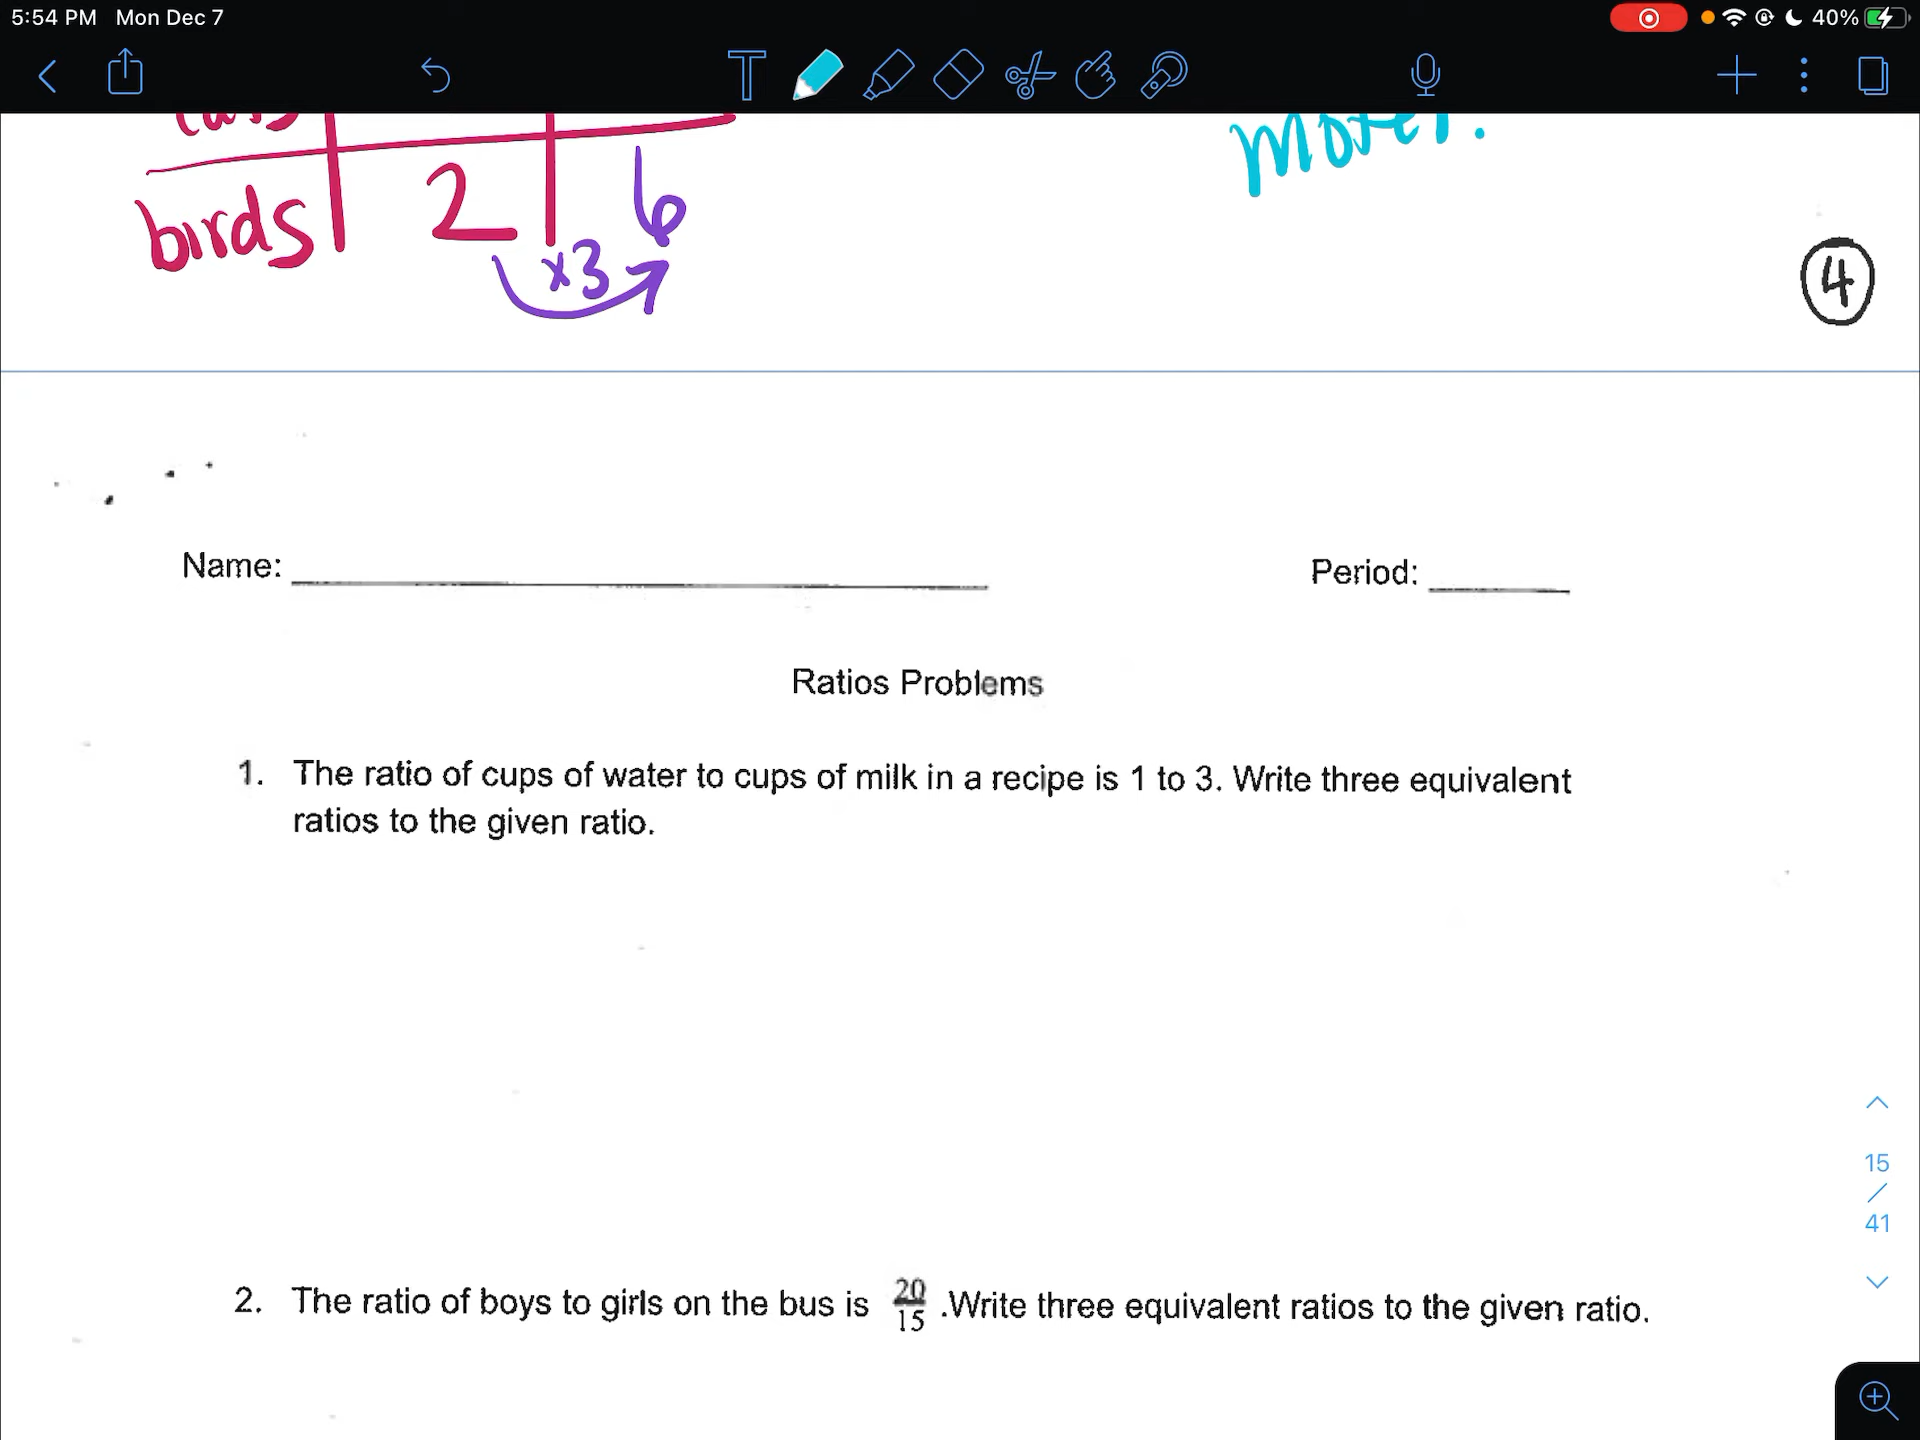 5:54 PM Mon Dec 7
40%
T
birds 2 6
x3
4
Name:
Period:
Ratios Problems
1. The ratio of cups of water to cups of milk in a recipe is 1 to 3. Write three equivalent
ratios to the given ratio.
15
/
41
2. The ratio of boys to girls on the bus is 20/15 .Write three equivalent ratios to the given ratio.